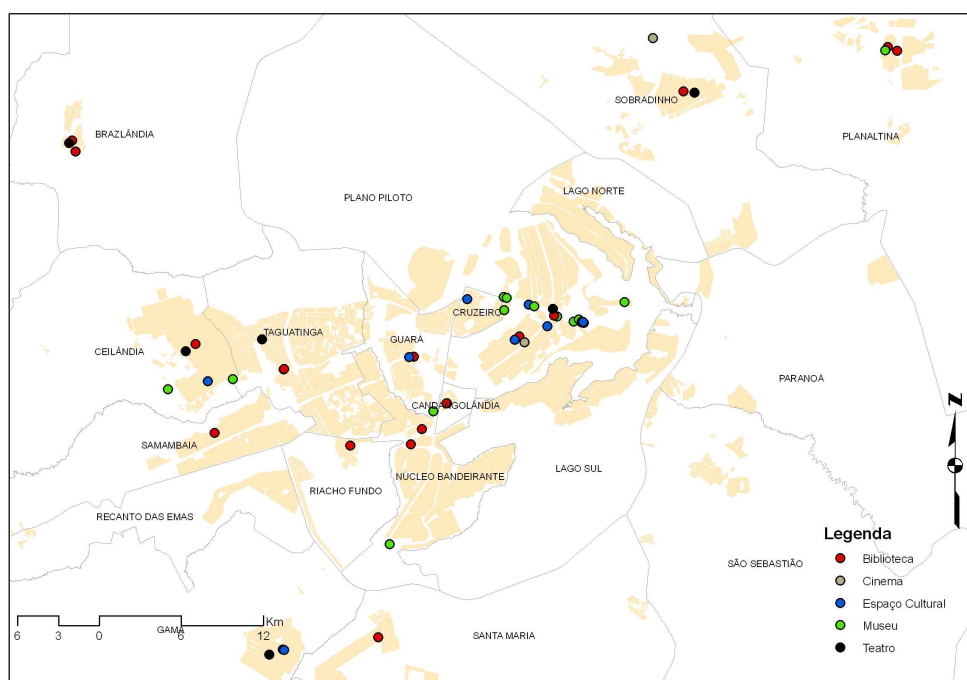 SOBRADINHO
BRAZLÂNDIA
PLANALTINA
PLANO PILOTO
LAGO NORTE
CRUZEIRO
TAGUATINGA
GUARÁ
CEILÂNDIA
PARANOÁ
CANDANGOLÂNDIA
SAMAMBAIA
LAGO SUL
NÚCLEO BANDEIRANTE
RIACHO FUNDO
RECANTO DAS EMAS
N
Legenda
Biblioteca
Cinema
Espaço Cultural
Museu
Teatro
SÃO SEBASTIÃO
Km
GAMA
6 3 0 6 12
SANTA MARIA